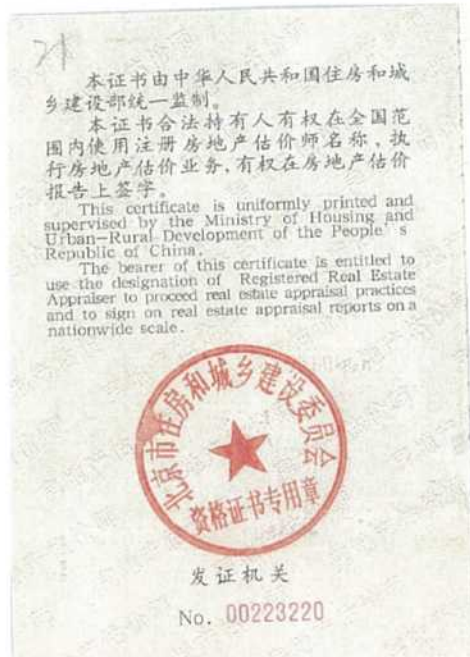 21
本证书由中华人民共和国住房和城
乡建设部统一监制。
本证书合法持有人有权在全国范
围内使用注册房地产估价师名称，执
行房地产估价业务，有权在房地产估价
报告上签字。
This certificate is uniformly printed and
supervised by the Ministry of Housing and
Urban-Rural Development of the People's
Republic of China.
The bearer of this certificate is entitled to
use the designation of Registered Real Estate
Appraiser to proceed real estate appraisal practices
and to sign on real estate appraisal reports on a
nationwide scale.
北京市住房和城乡建设委员会
资格证书专用章
发证机关
No. 00223220